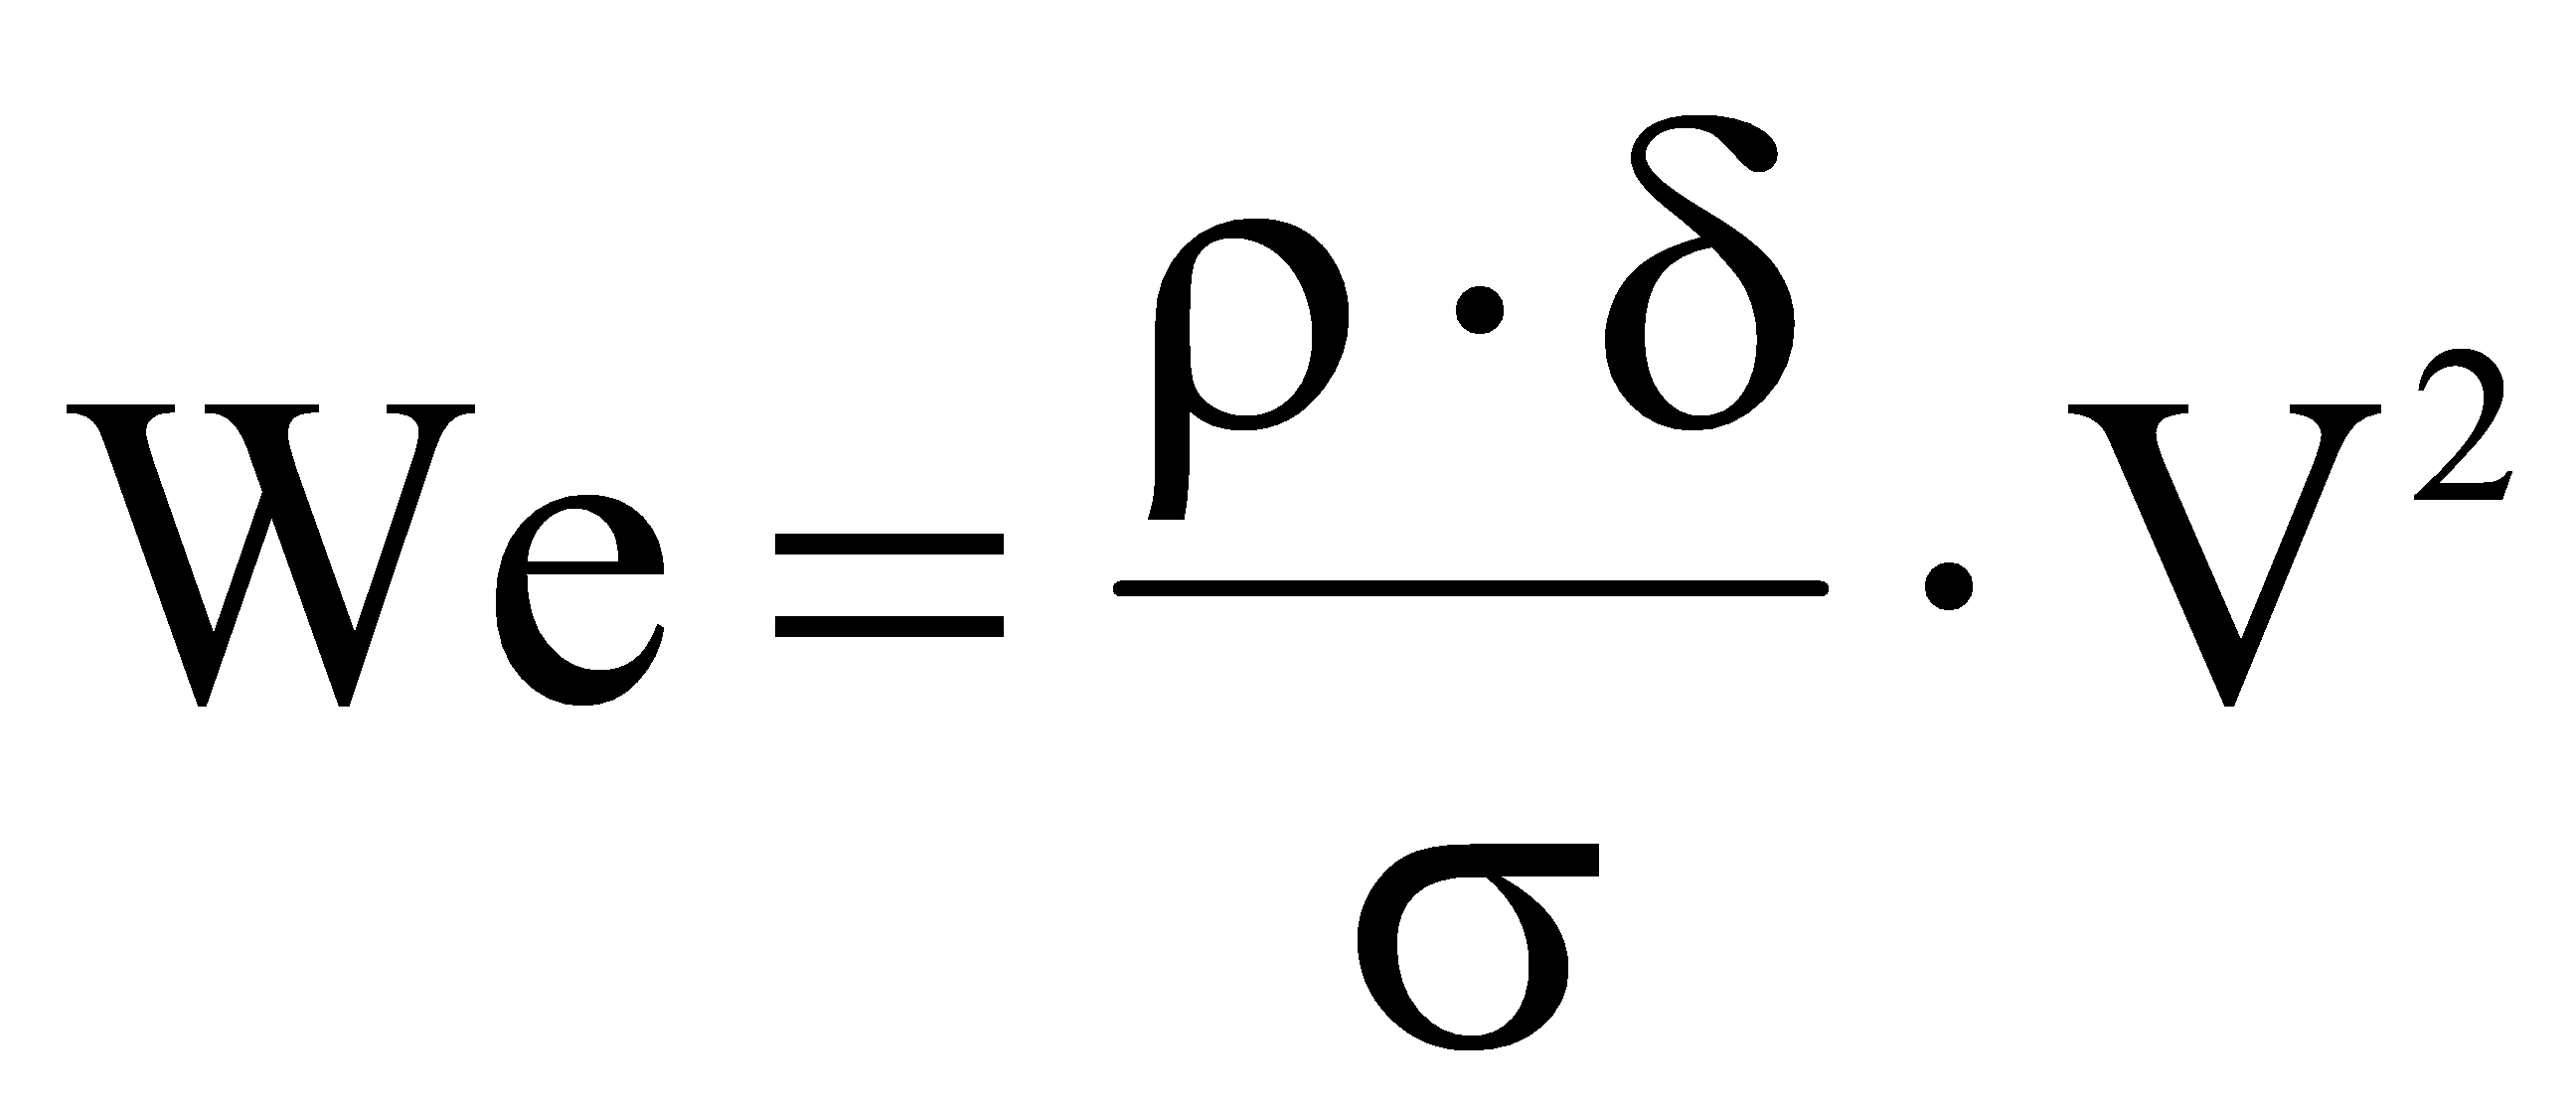 We = ρ · δ / σ · V²